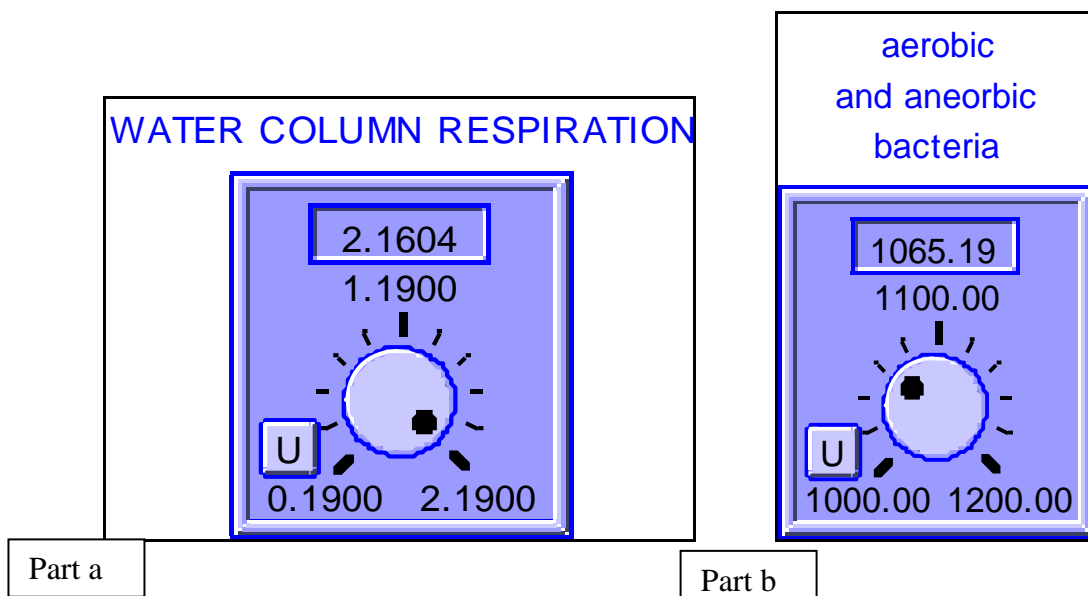 WATER COLUMN RESPIRATION
2.1604
1.1900
U
0.1900 2.1900
Part a
aerobic
and aneorbic
bacteria
1065.19
1100.00
U
1000.00 1200.00
Part b